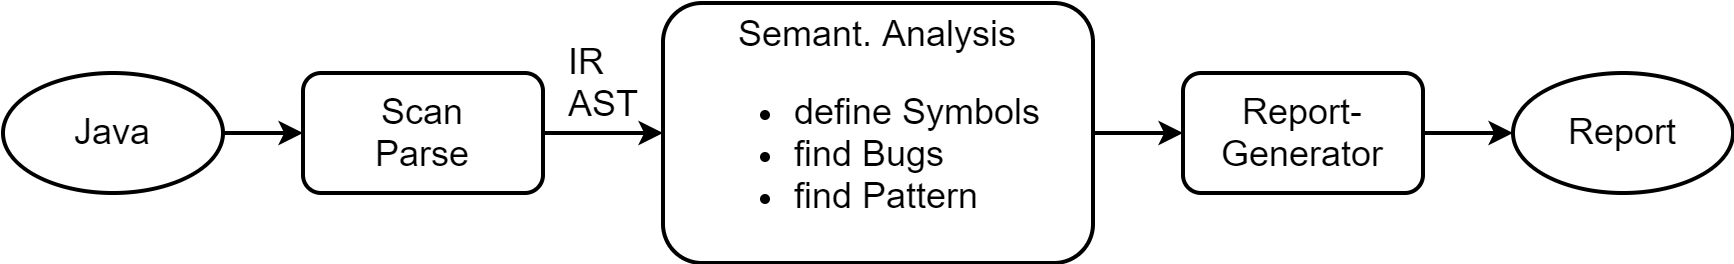 Java
Scan
Parse
IR
AST
Semant. Analysis
• define Symbols
• find Bugs
• find Pattern
Report-
Generator
Report